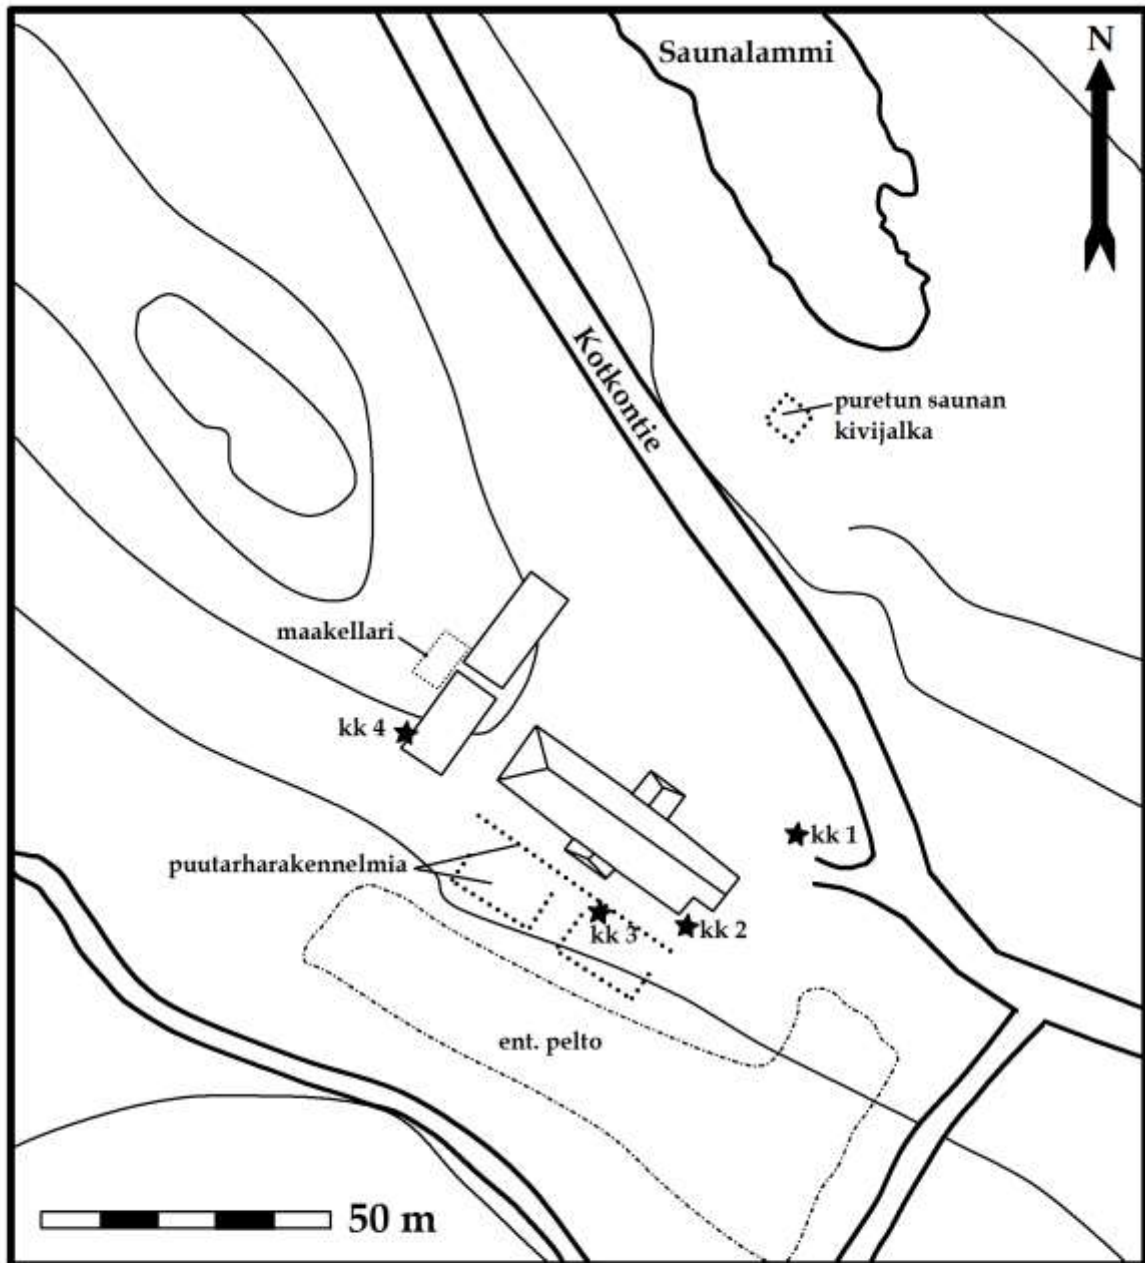 Saunalammi
N
Kotkontie
puretun saunan
kivijalka
maakellari
kk 4
kk 1
puutarharakennelmia
kk 3
kk 2
ent. pelto
50 m